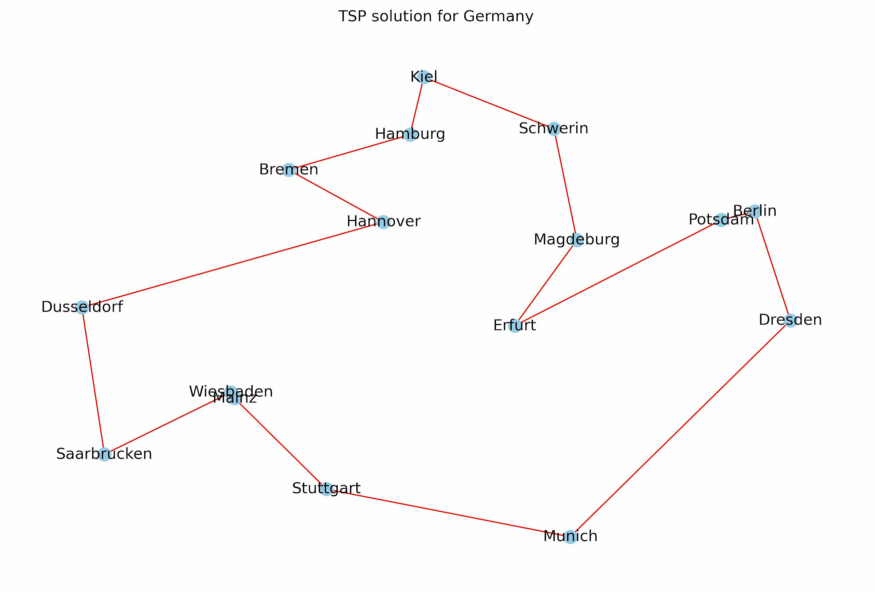 TSP solution for Germany
Kiel
Schwerin
Hamburg
Bremen
Berlin
Potsdam
Hannover
Magdeburg
Dusseldorf
Dresden
Erfurt
Wiesbaden
Mainz
Saarbrucken
Stuttgart
Munich